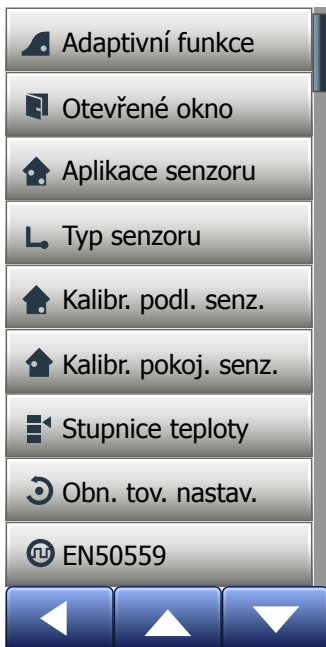 Adaptivní funkce
Otevřené okno
Aplikace senzoru
Typ senzoru
Kalibr. podl. senz.
Kalibr. pokoj. senz.
Stupnice teploty
Obn. tov. nastav.
EN50559